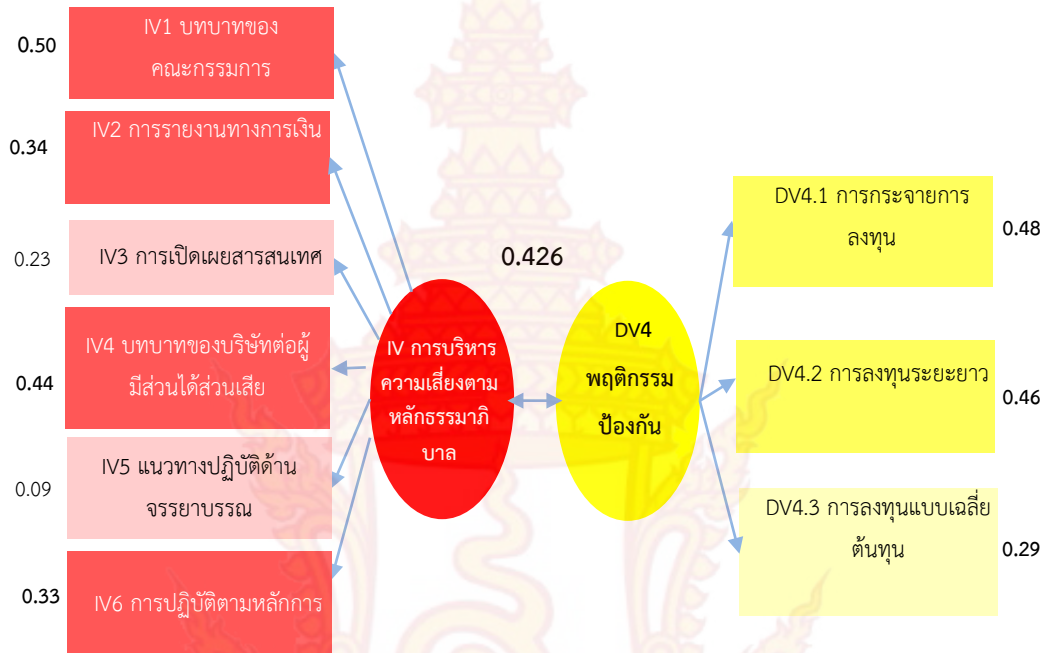 0.50
IV1 บทบาทของ
คณะกรรมการ
0.34
IV2 การรายงานทางการเงิน
0.23
IV3 การเปิดเผยสารสนเทศ
0.44
IV4 บทบาทของบริษัทต่อผู้
มีส่วนได้ส่วนเสีย
0.09
IV5 แนวทางปฏิบัติด้าน
จรรยาบรรณ
0.33
IV6 การปฏิบัติตามหลักการ
IV การบริหาร
ความเสี่ยงตาม
หลักธรรมาภิ
บาล
0.426
DV4
พฤติกรรม
ป้องกัน
DV4.1 การกระจายการ
ลงทุน
0.48
DV4.2 การลงทุนระยะยาว
0.46
DV4.3 การลงทุนแบบเฉลี่ย
ต้นทุน
0.29